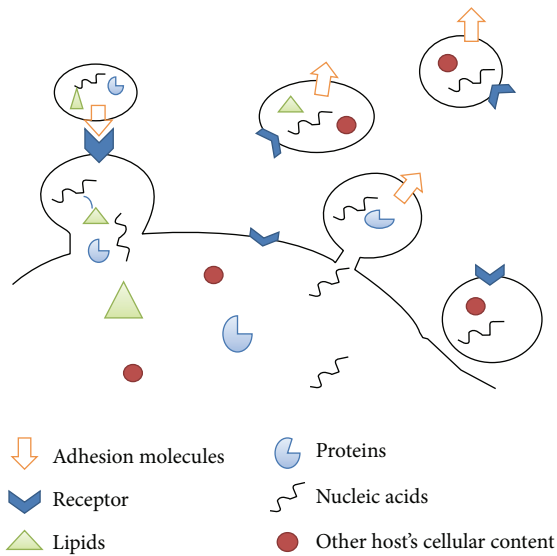 Adhesion molecules
Receptor
Lipids
Proteins
Nucleic acids
Other host's cellular content